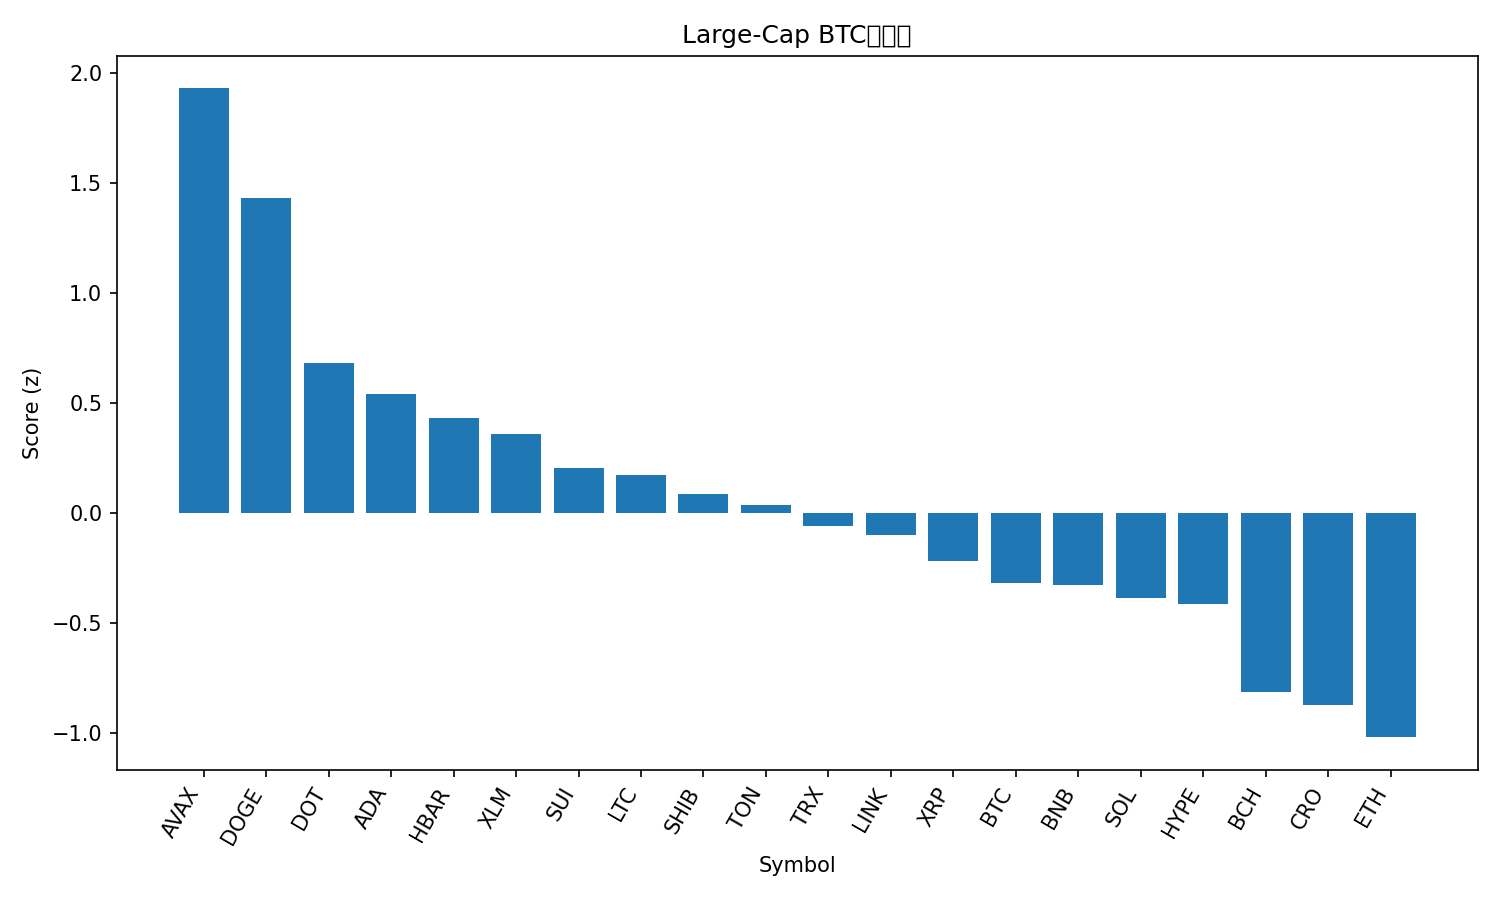 Large-Cap BTC
2.0
1.5
1.0
0.5
0.0
−0.5
−1.0
Score (z)
AVAX
DOGE
DOT
ADA
HBAR
XLM
SUI
LTC
SHIB
TON
TRX
LINK
XRP
BTC
BNB
SOL
HYPE
BCH
CRO
ETH
Symbol